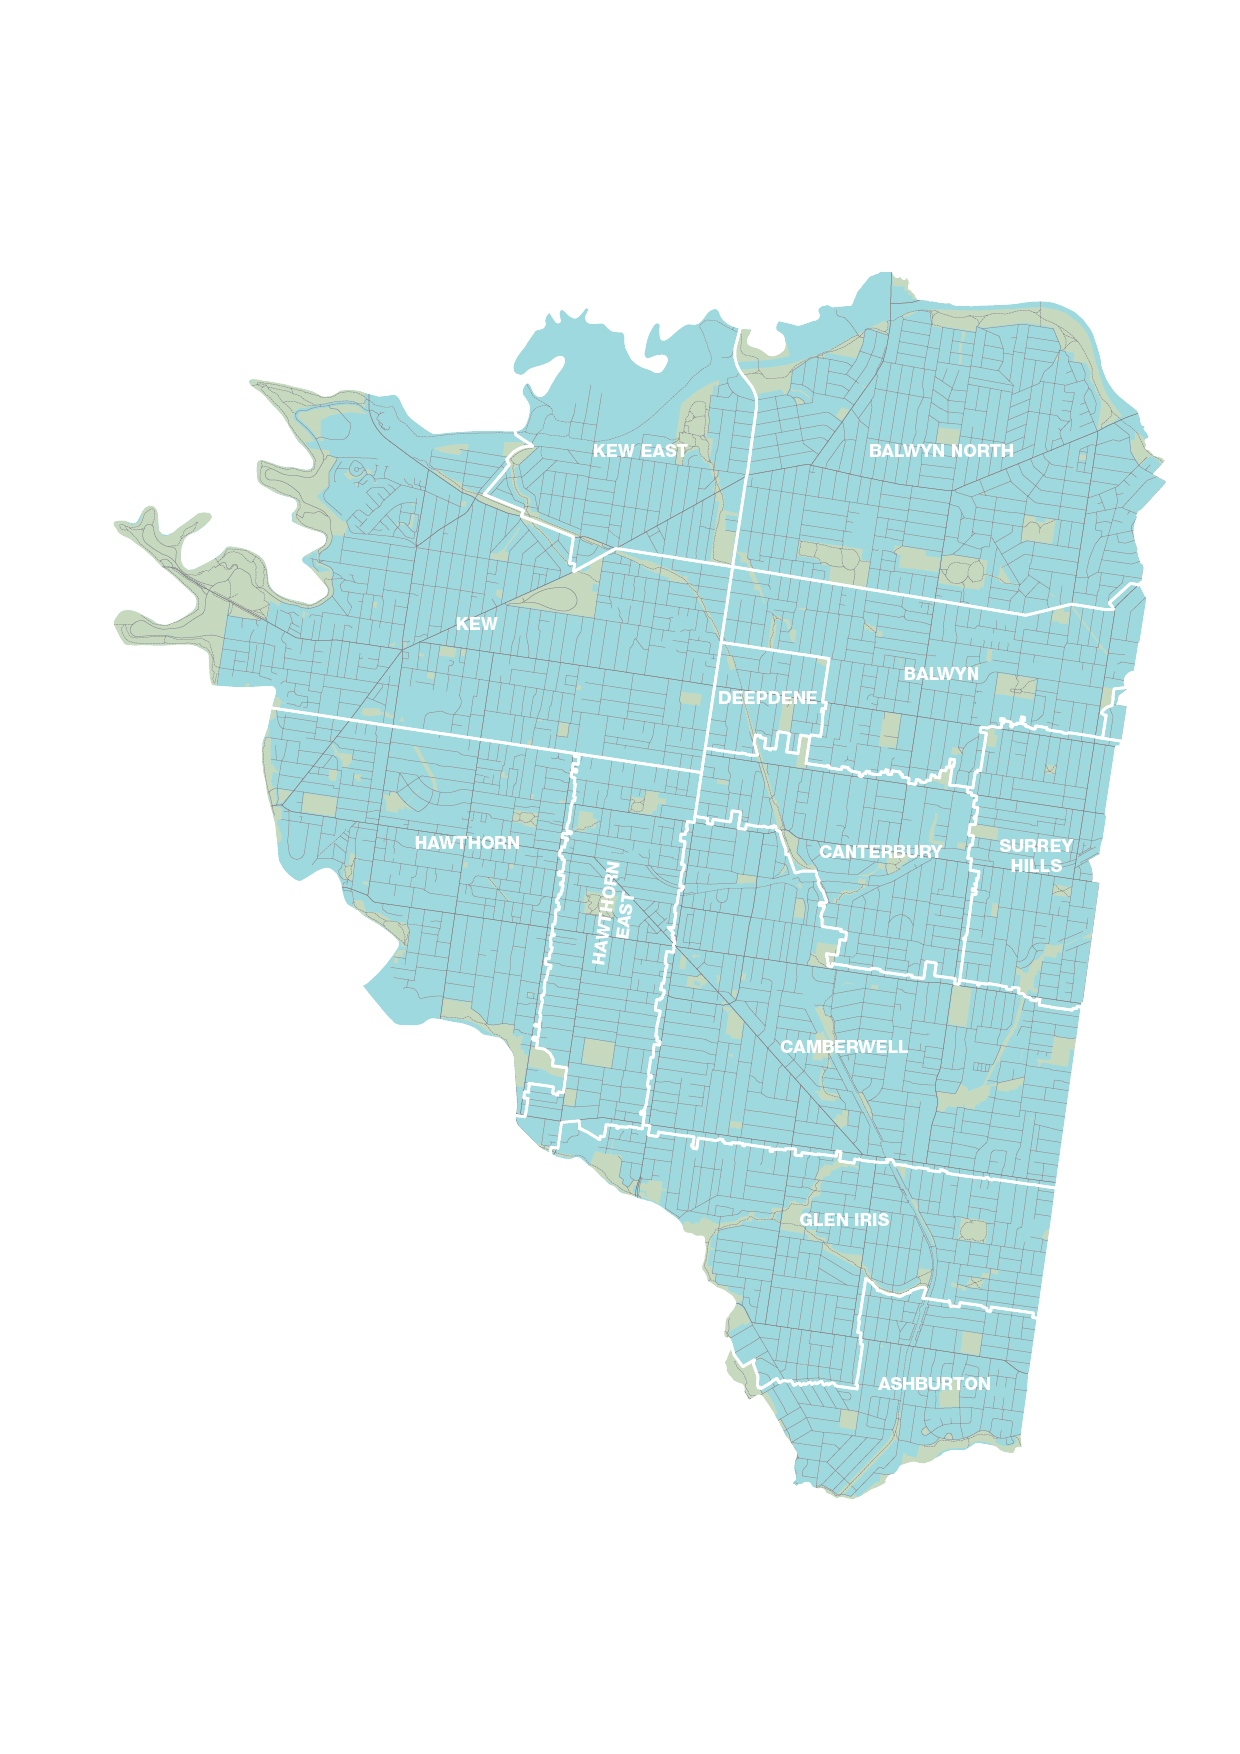 KEW EAST
BALWYN NORTH
KEW
BALWYN
DEEPDENE
HAWTHORN
HAWTHORN
EAST
CANTERBURY
SURREY
HILLS
CAMBERWELL
GLEN IRIS
ASHBURTON